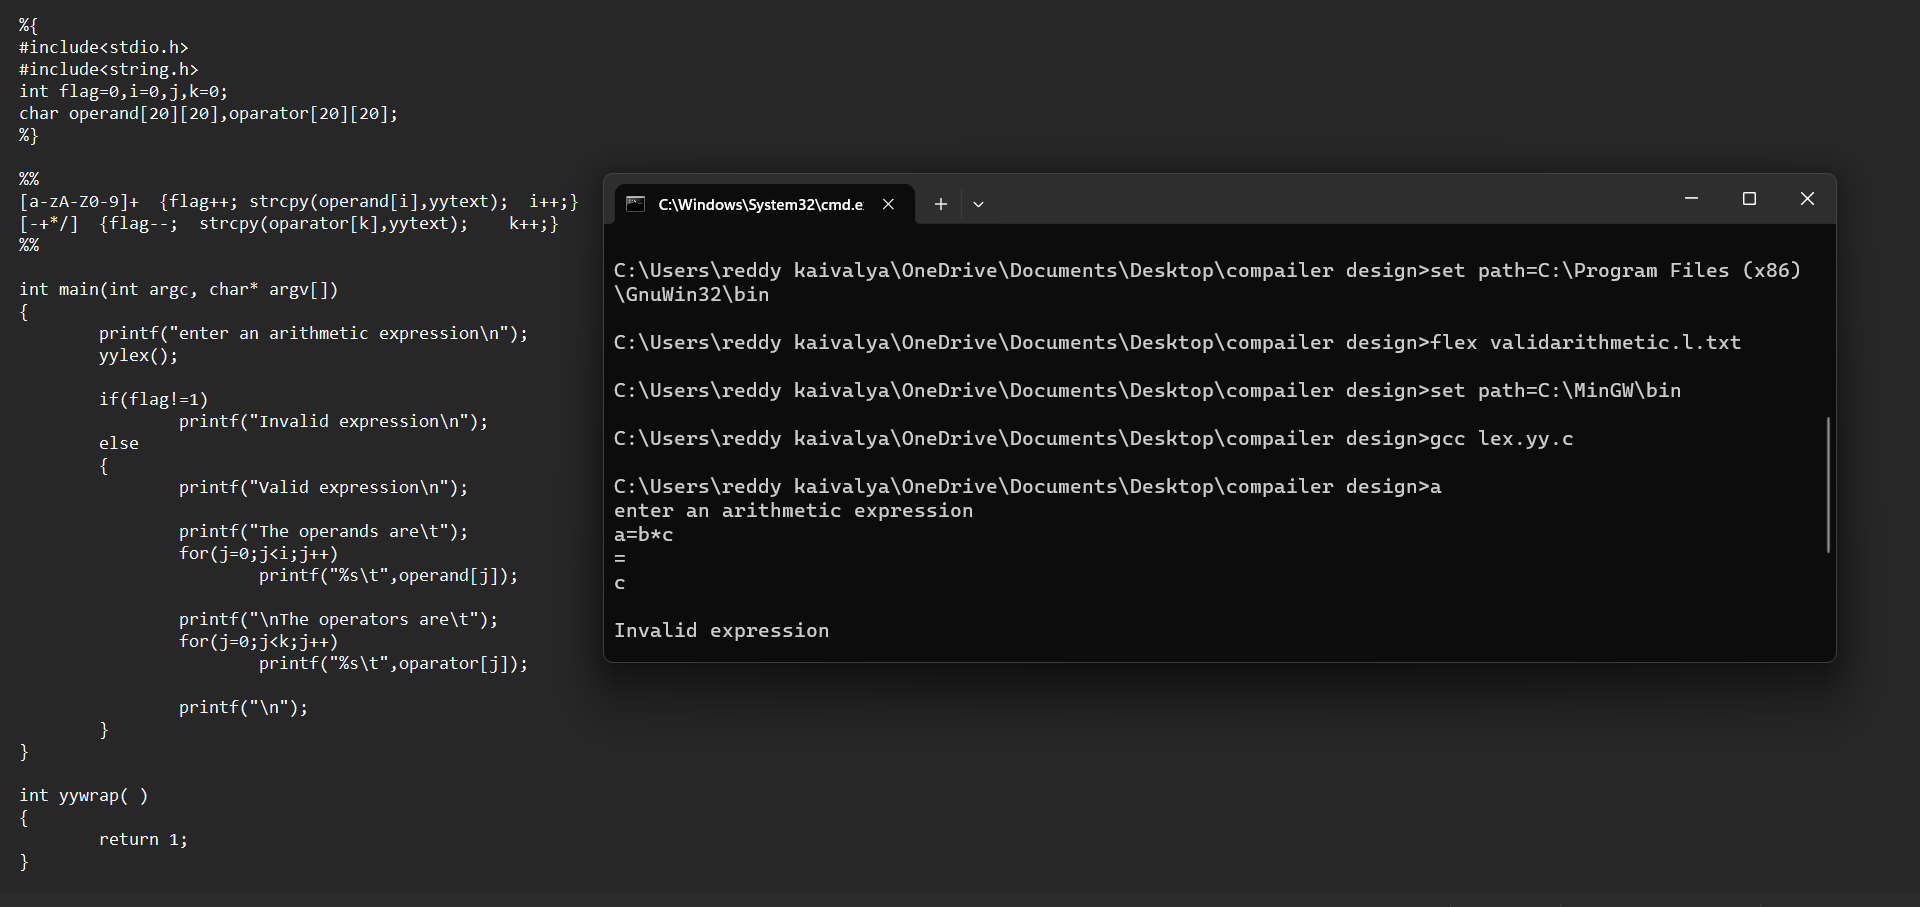 %{
#include<stdio.h>
#include<string.h>
int flag=0,i=0,j,k=0;
char operand[20][20],oparator[20][20];
%}
%%
[a-zA-Z0-9]+  {flag++; strcpy(operand[i],yytext);  i++;}
[-+*/]  {flag--;  strcpy(oparator[k],yytext);    k++;}
%%
int main(int argc, char* argv[])
{
        printf("enter an arithmetic expression\n");
        yylex();
        if(flag!=1)
                printf("Invalid expression\n");
        else
        {
                printf("Valid expression\n");
                printf("The operands are\t");
                for(j=0;j<i;j++)
                        printf("%s\t",operand[j]);
                printf("\nThe operators are\t");
                for(j=0;j<k;j++)
                        printf("%s\t",oparator[j]);
                printf("\n");
        }
}
int yywrap( )
{
        return 1;
}
C:\Windows\System32\cmd.e
C:\Users\reddy kaivalya\OneDrive\Documents\Desktop\compailer design>set path=C:\Program Files (x86)
\GnuWin32\bin
C:\Users\reddy kaivalya\OneDrive\Documents\Desktop\compailer design>flex validarithmetic.l.txt
C:\Users\reddy kaivalya\OneDrive\Documents\Desktop\compailer design>set path=C:\MinGW\bin
C:\Users\reddy kaivalya\OneDrive\Documents\Desktop\compailer design>gcc lex.yy.c
C:\Users\reddy kaivalya\OneDrive\Documents\Desktop\compailer design>a
enter an arithmetic expression
a=b*c
=
c
Invalid expression